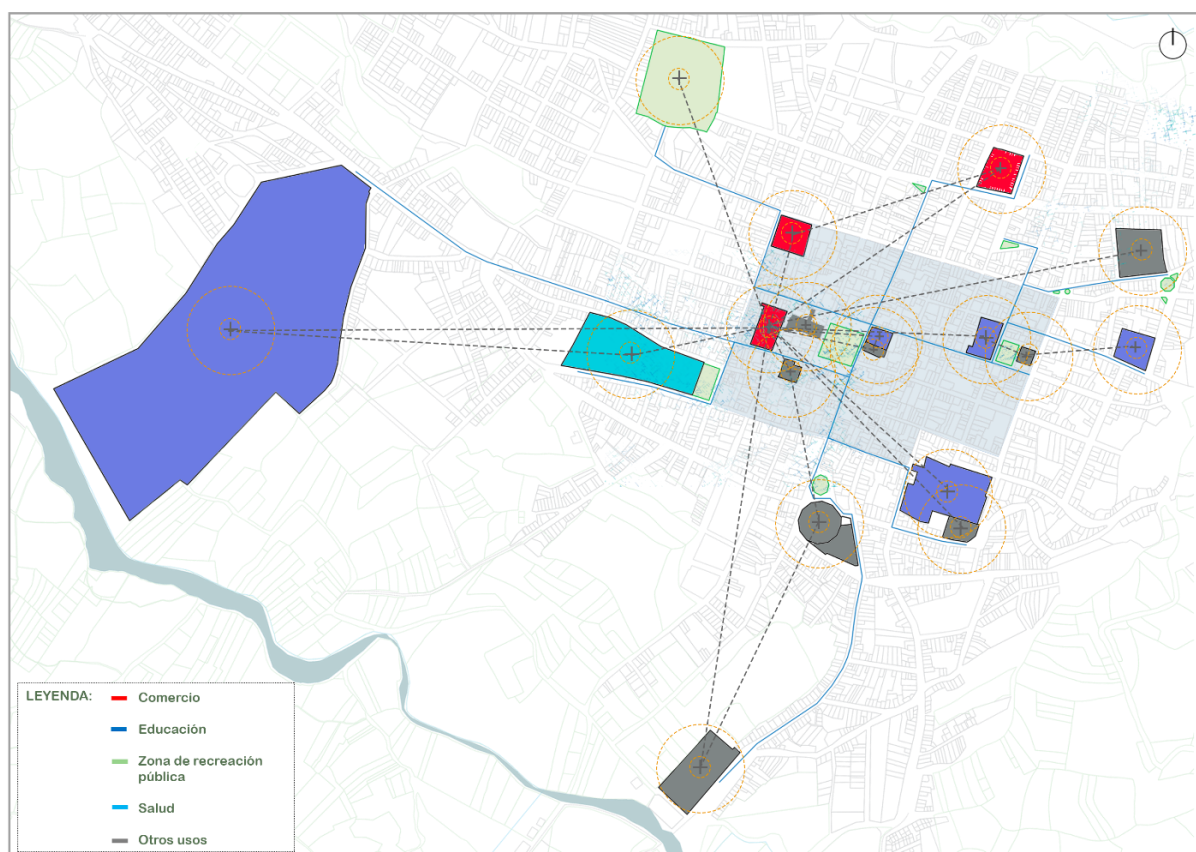 LEYENDA:
Comercio
Educación
Zona de recreación
pública
Salud
Otros usos